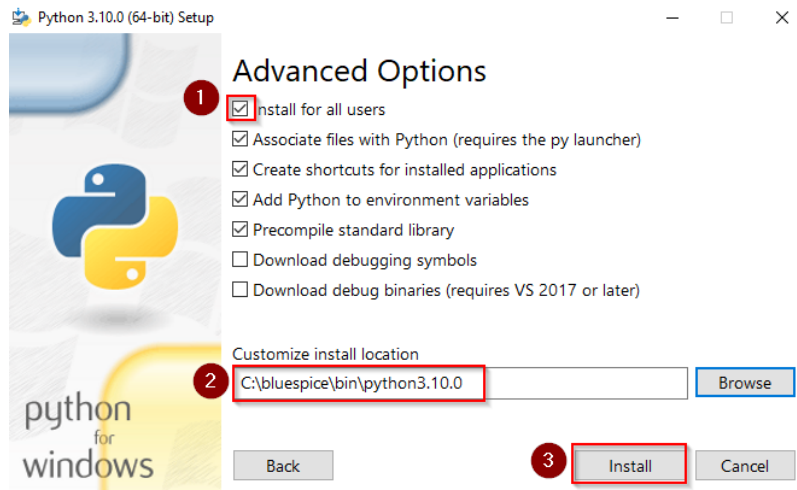 Python 3.10.0 (64-bit) Setup
Advanced Options
1
Install for all users
Associate files with Python (requires the py launcher)
Create shortcuts for installed applications
Add Python to environment variables
Precompile standard library
Download debugging symbols
Download debug binaries (requires VS 2017 or later)
Customize install location
2
C:\bluespice\bin\python3.10.0
Browse
python
for
windows
Back
3
Install
Cancel